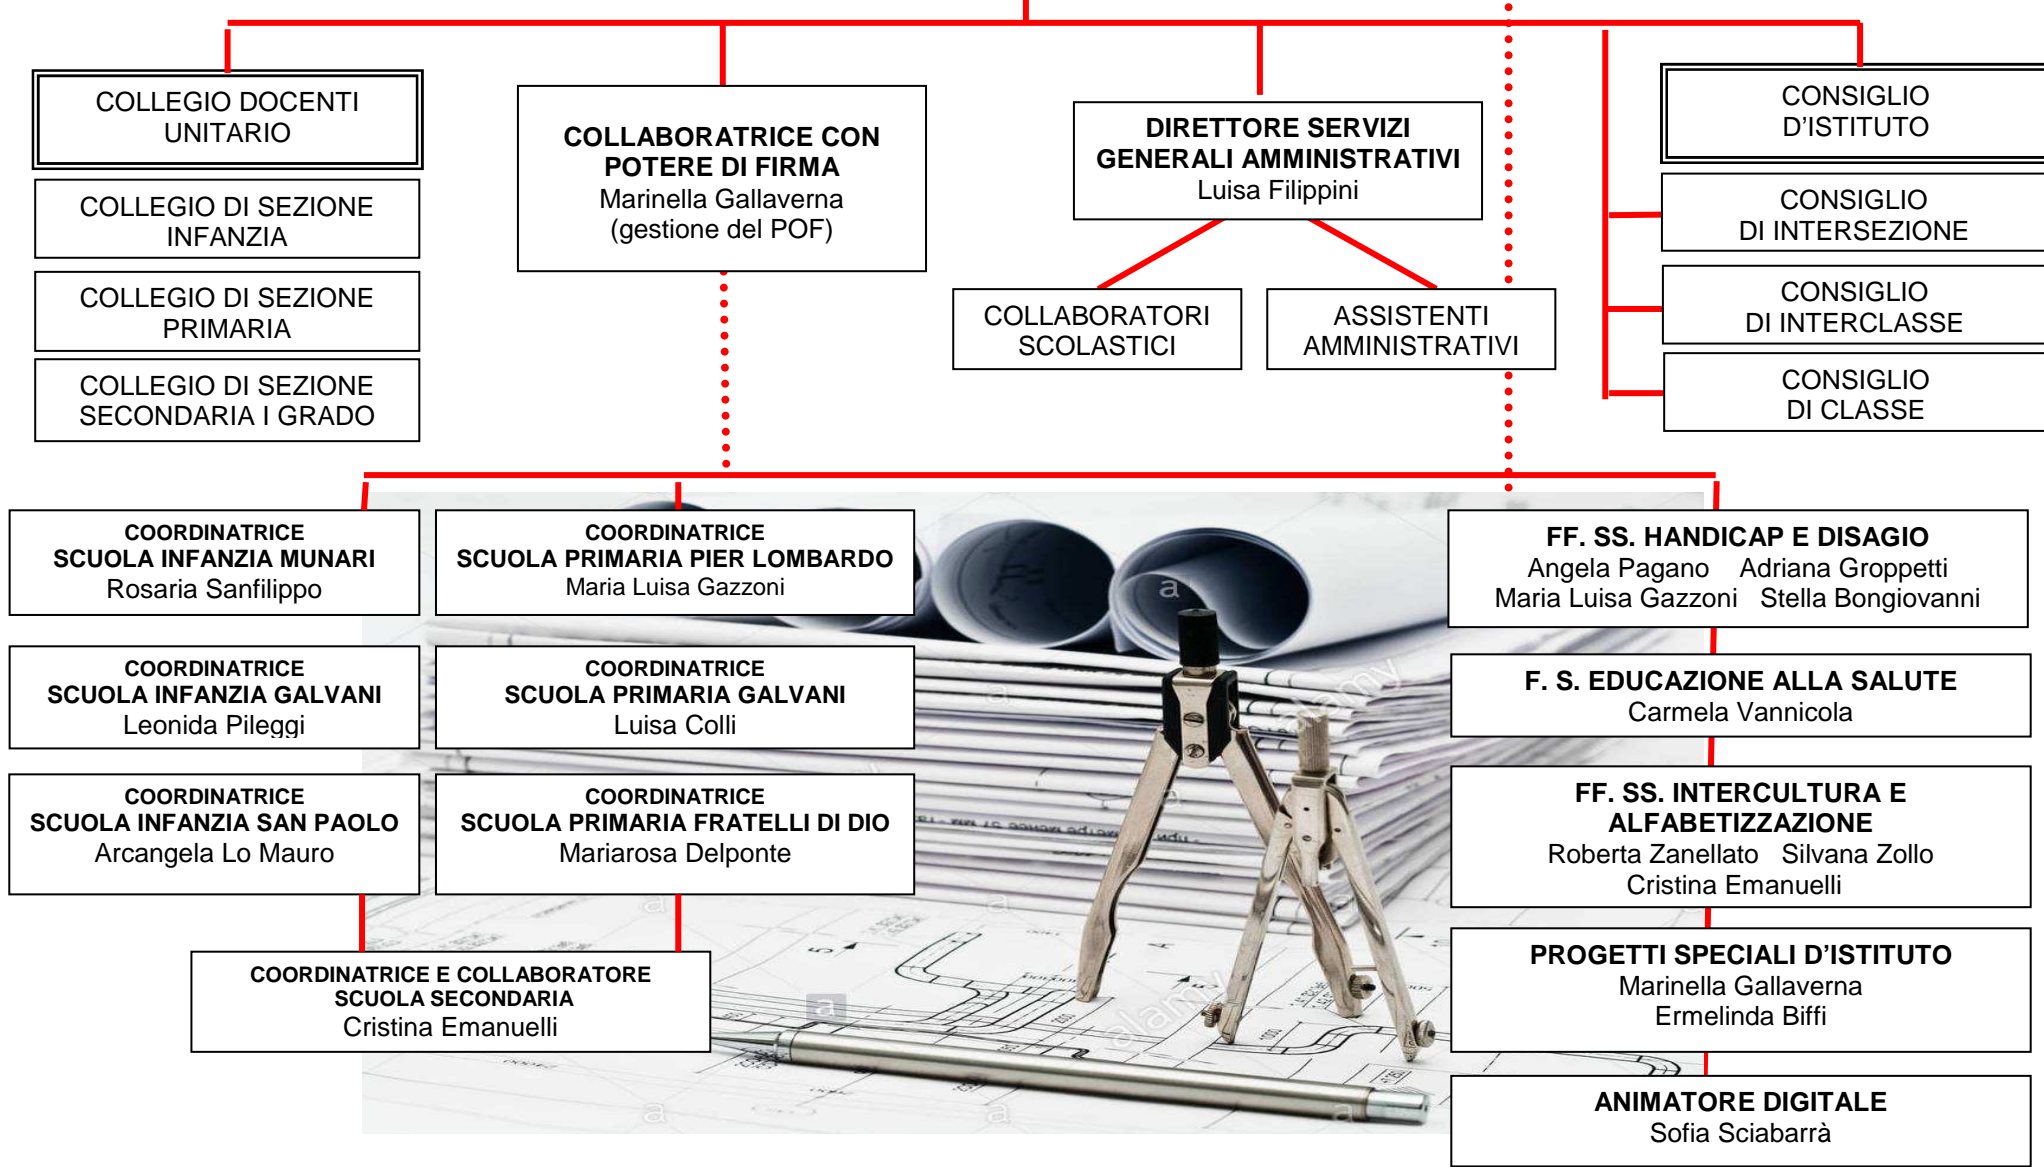 COLLEGIO DOCENTI
UNITARIO
COLLEGIO DI SEZIONE
INFANZIA
COLLEGIO DI SEZIONE
PRIMARIA
COLLEGIO DI SEZIONE
SECONDARIA I GRADO
COLLABORATRICE CON
POTERE DI FIRMA
Marinella Gallaverna
(gestione del POF)
DIRETTORE SERVIZI
GENERALI AMMINISTRATIVI
Luisa Filippini
COLLABORATORI
SCOLASTICI
ASSISTENTI
AMMINISTRATIVI
CONSIGLIO
D'ISTITUTO
CONSIGLIO
DI INTERSEZIONE
CONSIGLIO
DI INTERCLASSE
CONSIGLIO
DI CLASSE
COORDINATRICE
SCUOLA INFANZIA MUNARI
Rosaria Sanfilippo
COORDINATRICE
SCUOLA PRIMARIA PIER LOMBARDO
Maria Luisa Gazzoni
COORDINATRICE
SCUOLA INFANZIA GALVANI
Leonida Pileggi
COORDINATRICE
SCUOLA PRIMARIA GALVANI
Luisa Colli
COORDINATRICE
SCUOLA INFANZIA SAN PAOLO
Arcangela Lo Mauro
COORDINATRICE
SCUOLA PRIMARIA FRATELLI DI DIO
Mariarosa Delponte
COORDINATRICE E COLLABORATORE
SCUOLA SECONDARIA
Cristina Emanuelli
FF. SS. HANDICAP E DISAGIO
Angela Pagano Adriana Groppetti
Maria Luisa Gazzoni Stella Bongiovanni
F. S. EDUCAZIONE ALLA SALUTE
Carmela Vannicola
FF. SS. INTERCULTURA E
ALFABETIZZAZIONE
Roberta Zanellato Silvana Zollo
Cristina Emanuelli
PROGETTI SPECIALI D'ISTITUTO
Marinella Gallaverna
Ermelinda Biffi
ANIMATORE DIGITALE
Sofia Sciabarrà
alamy
alamy